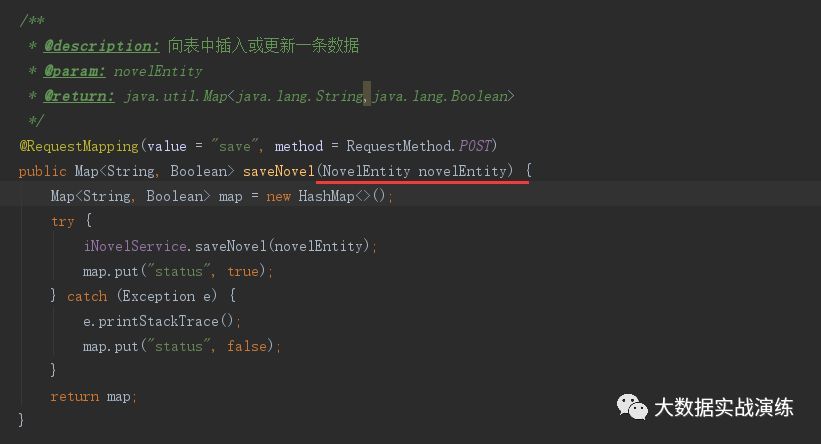 /**
 * @description: 向表中插入或更新一条数据
 * @param: novelEntity
 * @return: java.util.Map<java.lang.String,java.lang.Boolean>
 */
@RequestMapping(value = "save", method = RequestMethod.POST)
public Map<String, Boolean> saveNovel(NovelEntity novelEntity) {
    Map<String, Boolean> map = new HashMap<>();
    try {
        iNovelService.saveNovel(novelEntity);
        map.put("status", true);
    } catch (Exception e) {
        e.printStackTrace();
        map.put("status", false);
    }
    return map;
}
大数据实战演练